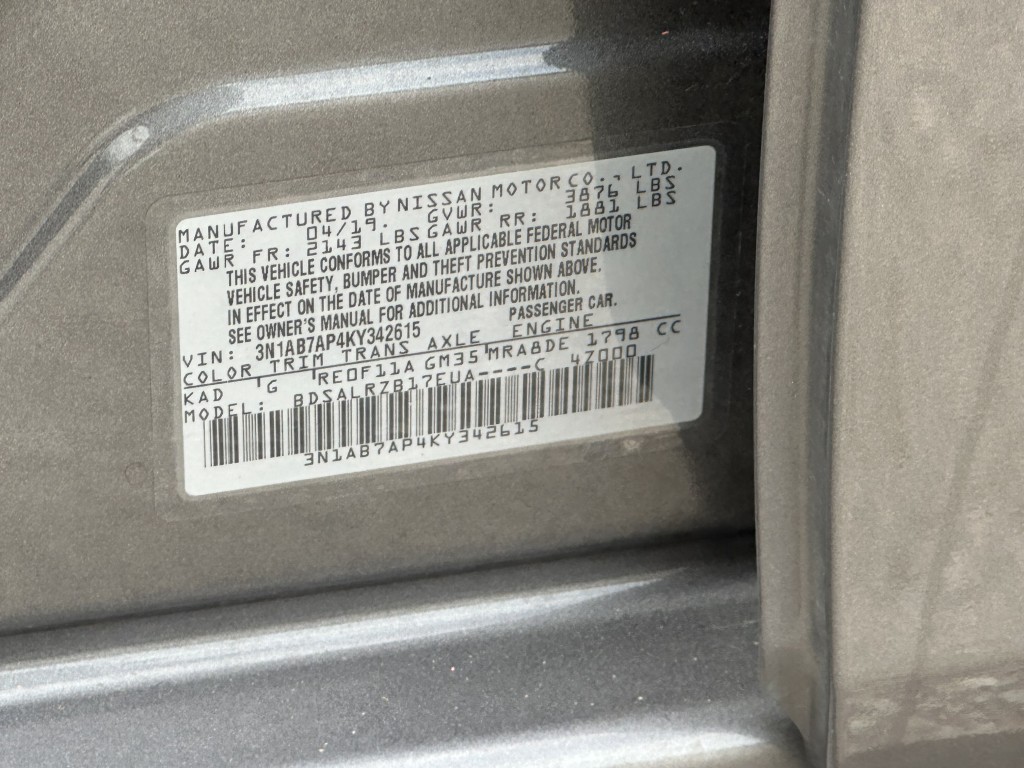 MANUFACTURED BY NISSAN MOTOR CO., LTD.
DATE: 04/19. GVWR: 3876 LBS
GAWR FR: 2143 LBS GAWR RR: 1881 LBS
THIS VEHICLE CONFORMS TO ALL APPLICABLE FEDERAL MOTOR
VEHICLE SAFETY, BUMPER AND THEFT PREVENTION STANDARDS
IN EFFECT ON THE DATE OF MANUFACTURE SHOWN ABOVE.
SEE OWNER'S MANUAL FOR ADDITIONAL INFORMATION.
VIN: 3N1AB7AP4KY342615 PASSENGER CAR.
COLOR TRIM TRANS AXLE ENGINE
KAD G RE0F11A GM35 MRA8DE 1798 CC
MODEL: BDSALRZB17EUA----C 47000
3N1AB7AP4KY342615